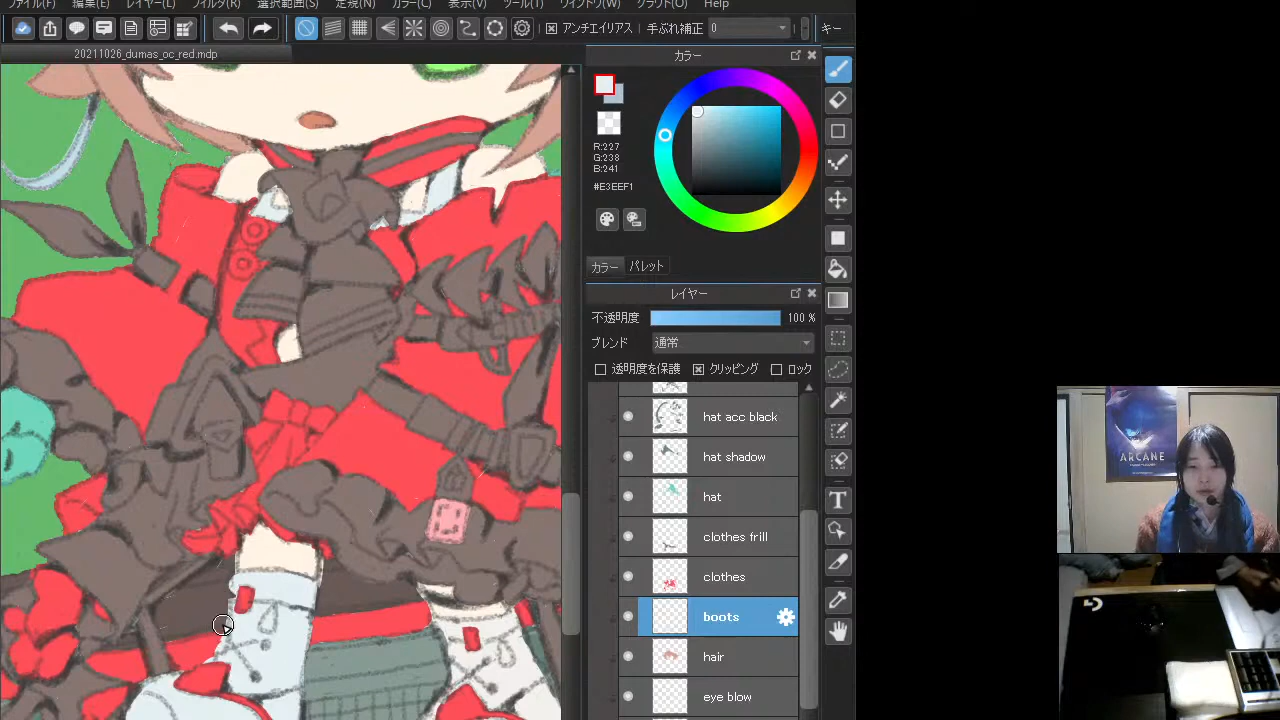 ファイル(F) 編集(E) レイヤー(L) フィルタ(R) 選択範囲(S) 定規(N) カラー(C) 表示(V) ツール(T) ウィンドウ(W) クラウド(O) Help
アンチエイリアス 手ぶれ補正 0 キー
20211026_dumas_oc_red.mdp
カラー
R:227
G:238
B:241
#E3EEF1
カラー パレット
レイヤー
不透明度 100 %
ブレンド 通常
透明度を保護 クリッピング ロック
hat acc black
hat shadow
hat
clothes frill
clothes
boots
hair
eye blow
T
ARCANE